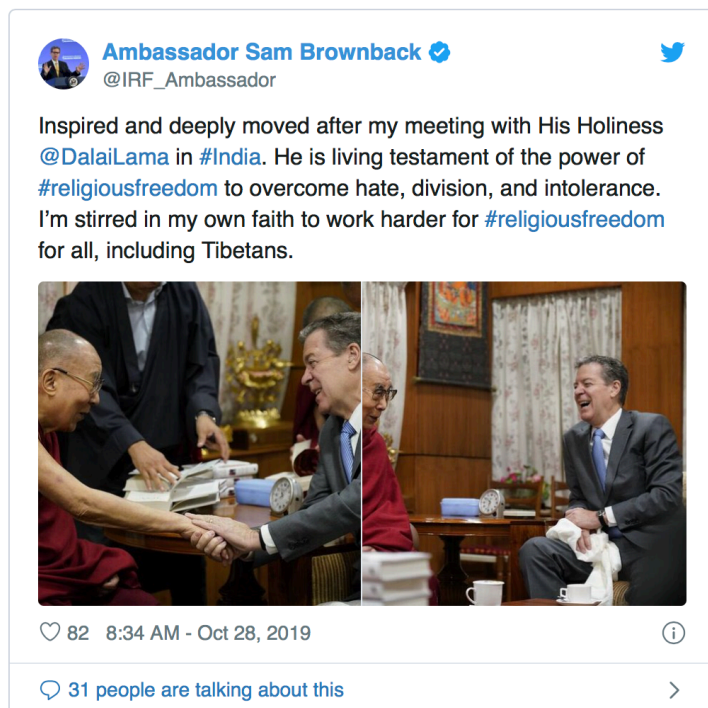 Ambassador Sam Brownback
@IRF_Ambassador
Inspired and deeply moved after my meeting with His Holiness
@DalaiLama in #India. He is living testament of the power of
#religiousfreedom to overcome hate, division, and intolerance.
I’m stirred in my own faith to work harder for #religiousfreedom
for all, including Tibetans.
82 8:34 AM - Oct 28, 2019
31 people are talking about this